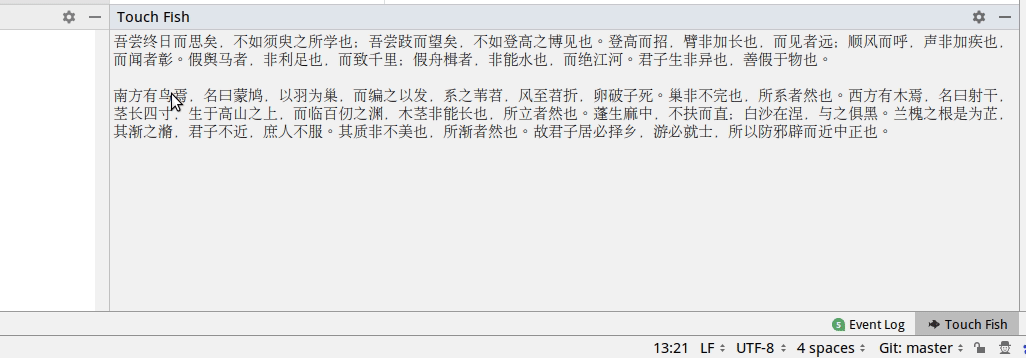 Touch Fish
吾尝终日而思矣，不如须臾之所学也；吾尝跂而望矣，不如登高之博见也。登高而招，臂非加长也，而见者远；顺风而呼，声非加疾也，
而闻者彰。假舆马者，非利足也，而致千里；假舟楫者，非能水也，而绝江河。君子生非异也，善假于物也。
南方有鸟焉，名曰蒙鸠，以羽为巢，而编之以发，系之苇苕，风至苕折，卵破子死。巢非不完也，所系者然也。西方有木焉，名曰射干，
茎长四寸，生于高山之上，而临百仞之渊，木茎非能长也，所立者然也。蓬生麻中，不扶而直；白沙在涅，与之俱黑。兰槐之根是为芷，
其渐之滫，君子不近，庶人不服。其质非不美也，所渐者然也。故君子居必择乡，游必就士，所以防邪辟而近中正也。
5 Event Log Touch Fish
13:21 LF UTF-8 4 spaces Git: master